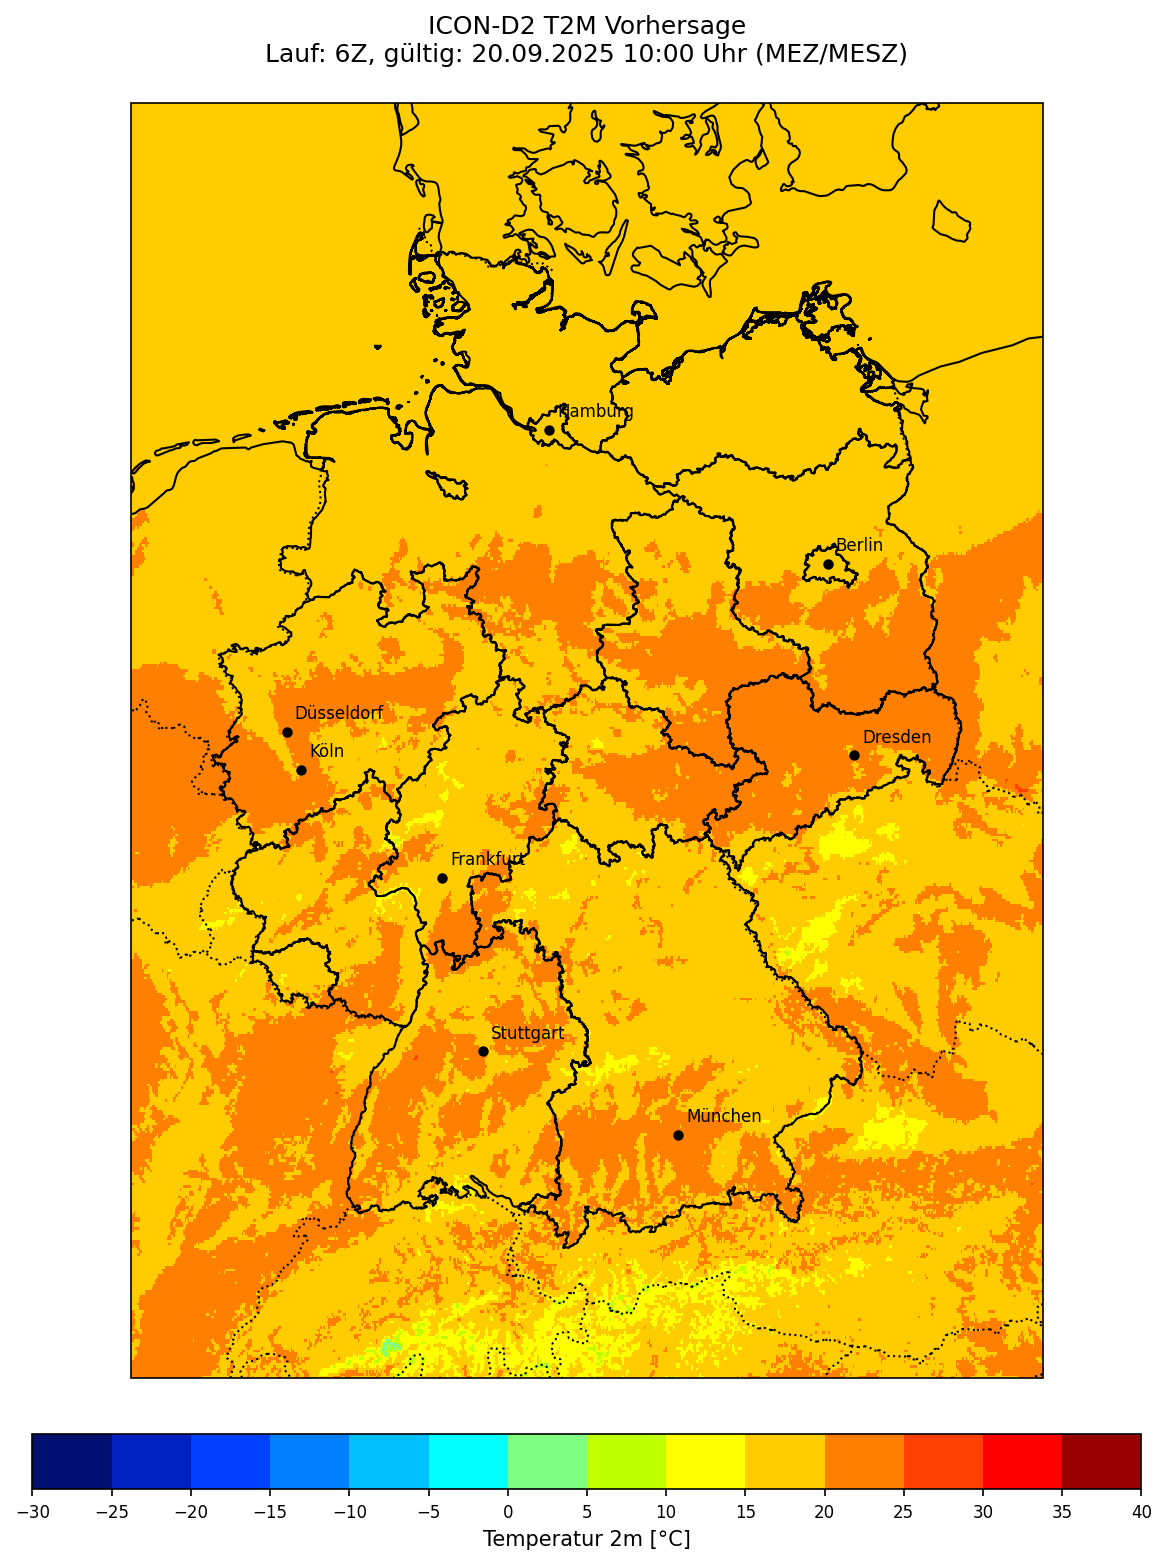 ICON-D2 T2M Vorhersage
Lauf: 6Z, gültig: 20.09.2025 10:00 Uhr (MEZ/MESZ)
Hamburg
Berlin
Düsseldorf
Dresden
Köln
Frankfurt
Stuttgart
München
−30 −25 −20 −15 −10 −5 0 5 10 15 20 25 30 35 40
Temperatur 2m [°C]